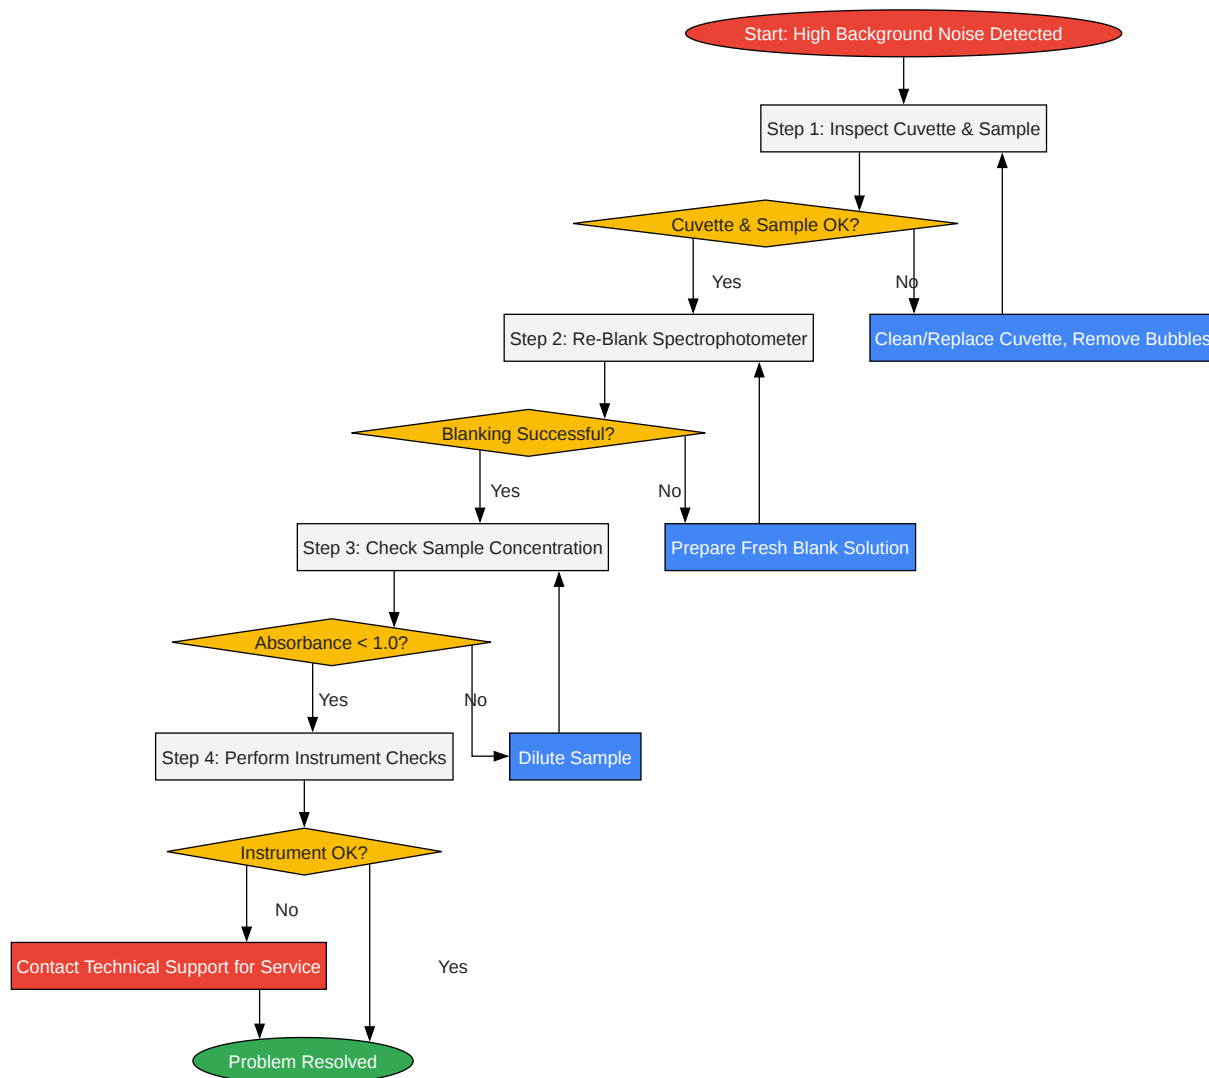 Start: High Background Noise Detected
Step 1: Inspect Cuvette & Sample
Cuvette & Sample OK?
Yes
No
Step 2: Re-Blank Spectrophotometer
Clean/Replace Cuvette, Remove Bubbles
Blanking Successful?
Yes
No
Step 3: Check Sample Concentration
Prepare Fresh Blank Solution
Absorbance < 1.0?
Yes
No
Step 4: Perform Instrument Checks
Dilute Sample
Instrument OK?
No
Contact Technical Support for Service
Yes
Problem Resolved